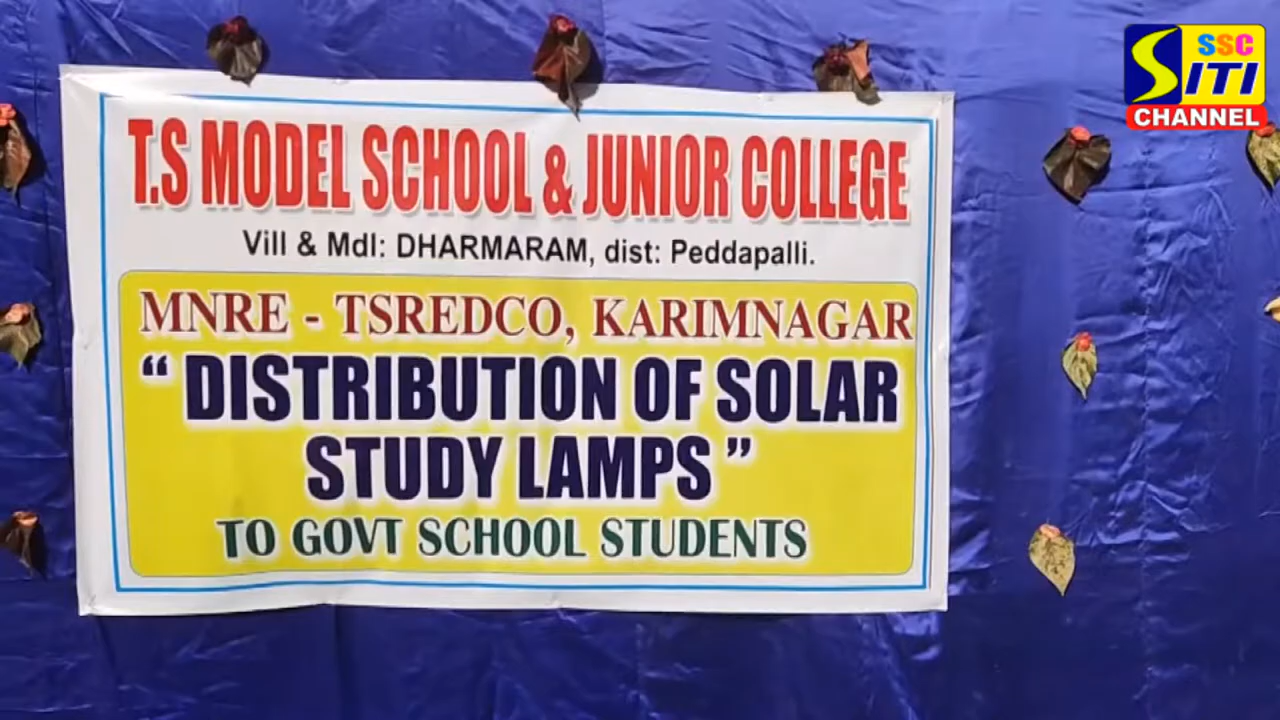 SSC
SITI
CHANNEL
T.S MODEL SCHOOL & JUNIOR COLLEGE
Vill & Mdl: DHARMARAM, dist: Peddapalli.
MNRE - TSREDCO, KARIMNAGAR
“ DISTRIBUTION OF SOLAR
STUDY LAMPS ”
TO GOVT SCHOOL STUDENTS